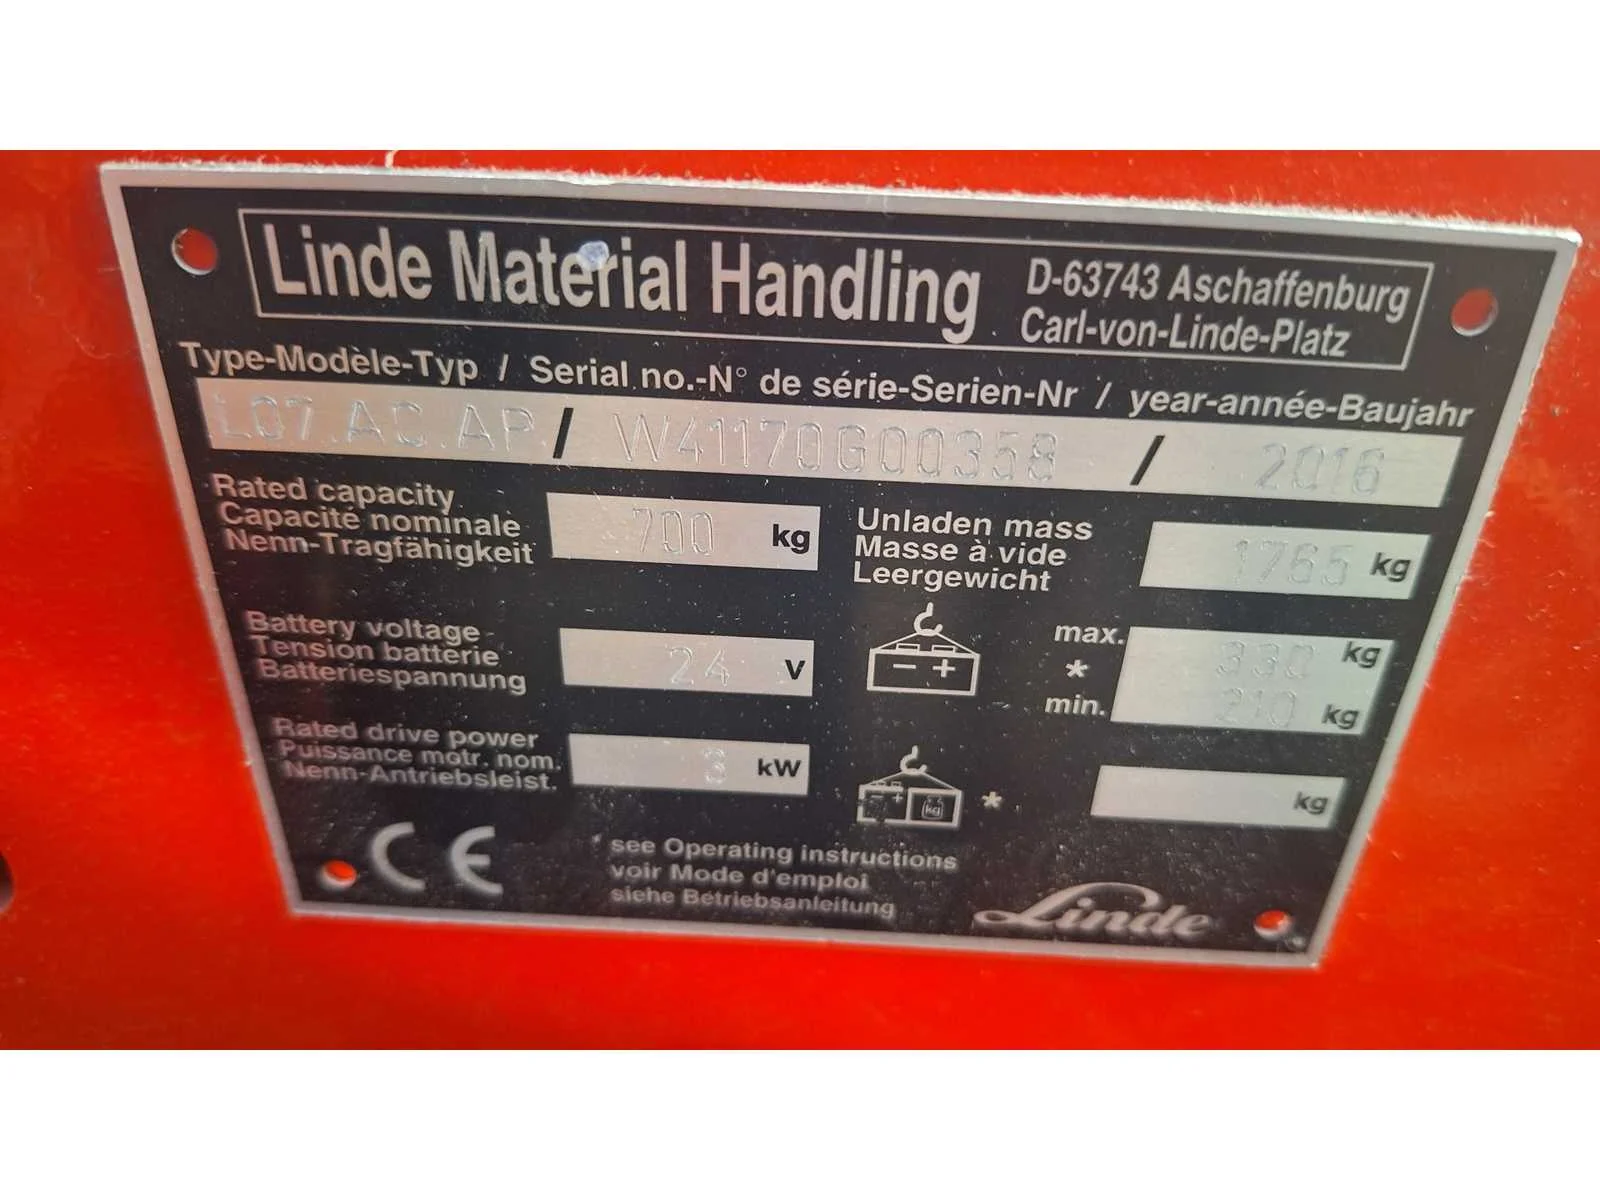 Linde Material Handling
D-63743 Aschaffenburg
Carl-von-Linde-Platz
Type-Modèle-Typ / Serial no.-N° de série-Serien-Nr / year-année-Baujahr
L07.AC.AP. / W41170G00358 / 2016
Rated capacity
Capacité nominale
Nenn-Tragfähigkeit
700 kg
Unladen mass
Masse à vide
Leergewicht
1765 kg
Battery voltage
Tension batterie
Batteriespannung
24 V
max. 330 kg
*
min. 210 kg
Rated drive power
Puissance motr. nom.
Nenn-Antriebsleist.
3 kW
kg
* kg
CE
see Operating instructions
voir Mode d'emploi
siehe Betriebsanleitung
Linde